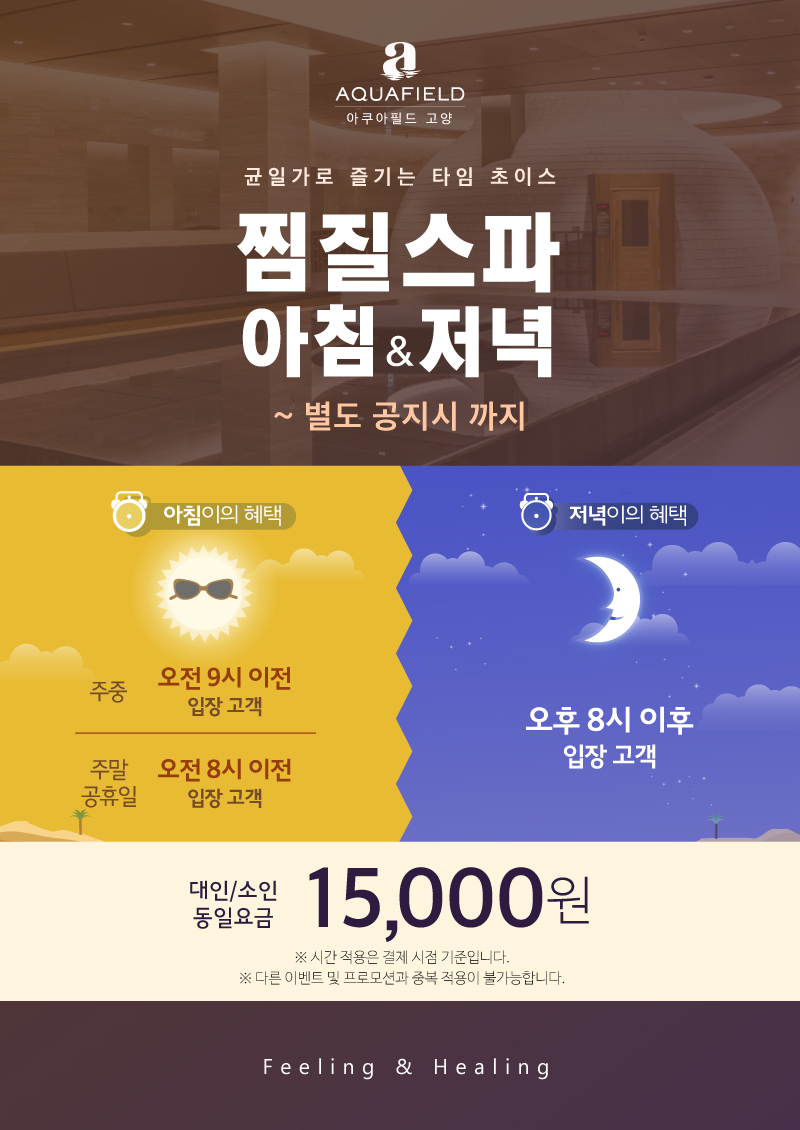 a
AQUAFIELD
아쿠아필드 고양
균일가로 즐기는 타임 초이스
찜질스파
아침&저녁
~ 별도 공지시 까지
아침이의 혜택
주중
오전 9시 이전
입장 고객
주말
공휴일
오전 8시 이전
입장 고객
저녁이의 혜택
오후 8시 이후
입장 고객
대인/소인
동일요금
15,000원
※ 시간 적용은 결제 시점 기준입니다.
※ 다른 이벤트 및 프로모션과 중복 적용이 불가능합니다.
Feeling & Healing